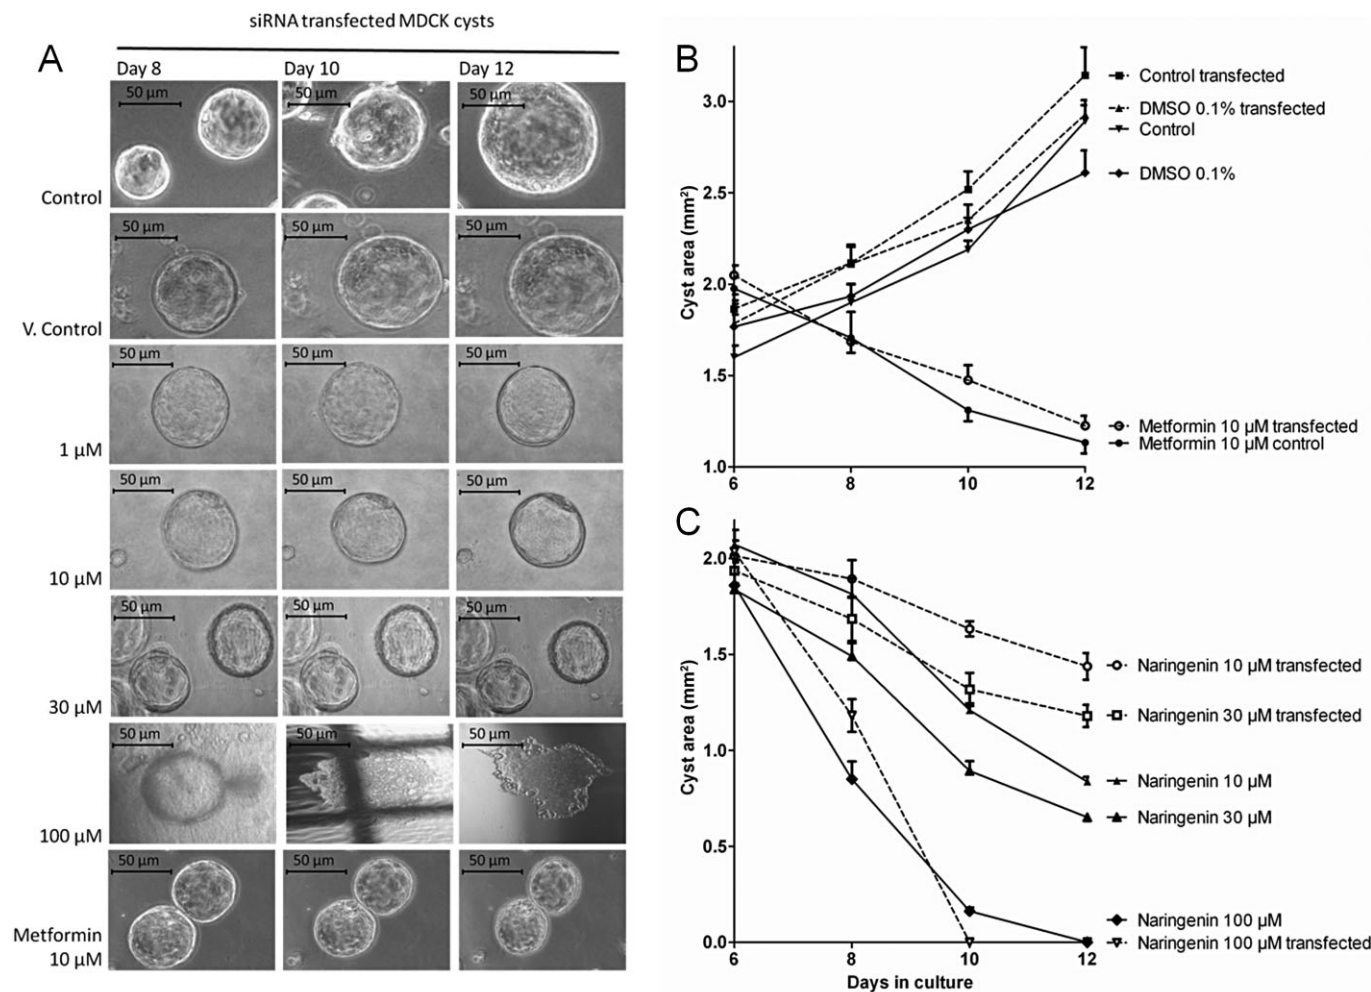 siRNA transfected MDCK cysts
A
Day 8 Day 10 Day 12
50 µm 50 µm 50 µm
Control
50 µm 50 µm 50 µm
V. Control
50 µm 50 µm 50 µm
1 µM
50 µm 50 µm 50 µm
10 µM
50 µm 50 µm 50 µm
30 µM
50 µm 50 µm 50 µm
100 µM
50 µm 50 µm 50 µm
Metformin
10 µM
B
Cyst area (mm²)
3.0
2.5
2.0
1.5
1.0
6 8 10 12
Control transfected
DMSO 0.1% transfected
Control
DMSO 0.1%
Metformin 10 µM transfected
Metformin 10 µM control
C
Cyst area (mm²)
2.0
1.5
1.0
0.5
0.0
6 8 10 12
Days in culture
Naringenin 10 µM transfected
Naringenin 30 µM transfected
Naringenin 10 µM
Naringenin 30 µM
Naringenin 100 µM
Naringenin 100 µM transfected